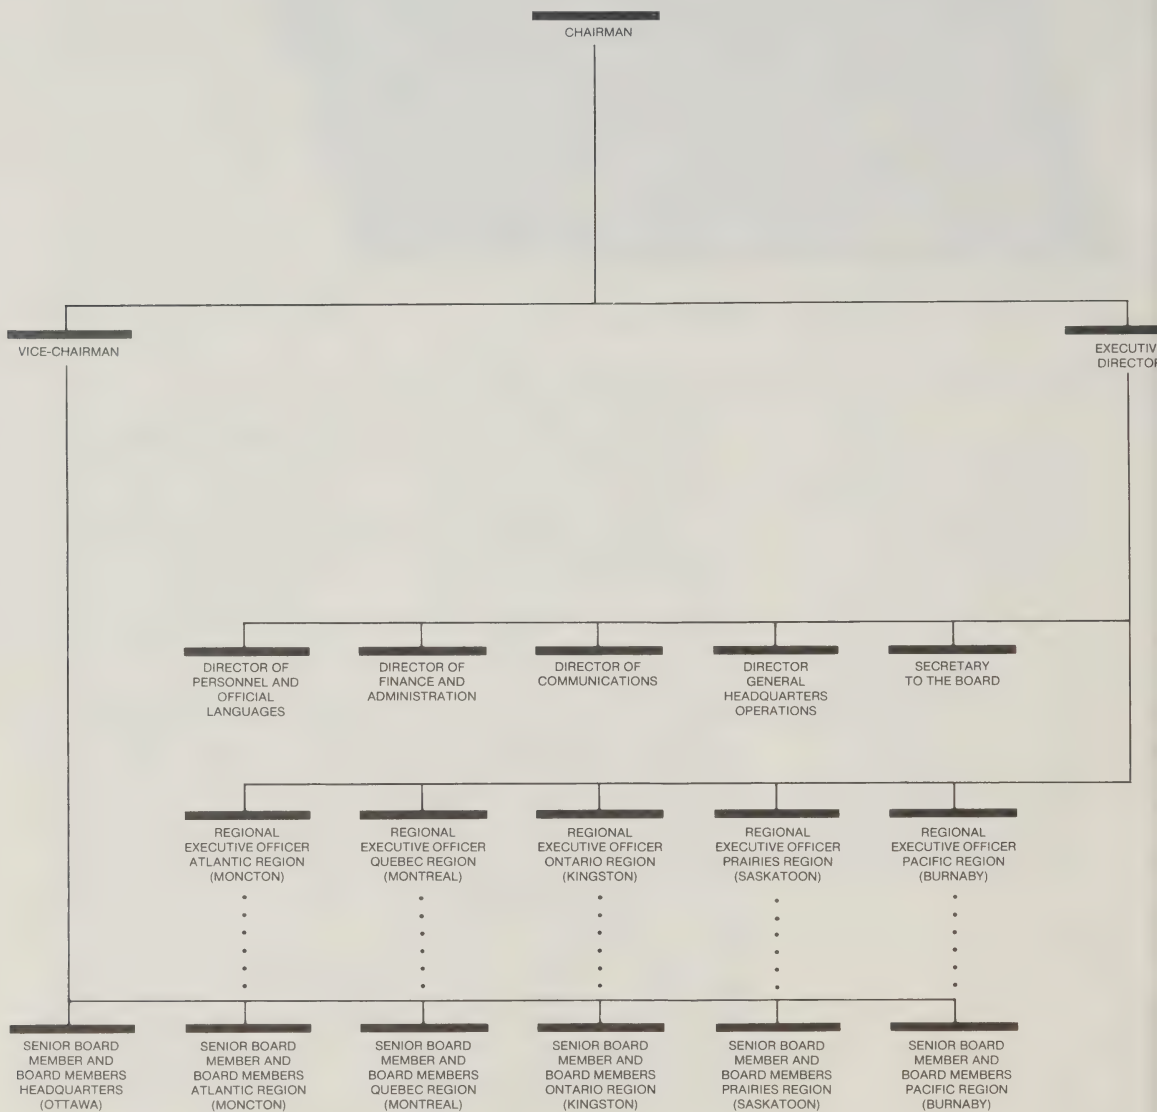 CHAIRMAN
VICE-CHAIRMAN
EXECUTIV
DIRECTOR
DIRECTOR OF
PERSONNEL AND
OFFICIAL
LANGUAGES
DIRECTOR OF
FINANCE AND
ADMINISTRATION
DIRECTOR OF
COMMUNICATIONS
DIRECTOR
GENERAL
HEADQUARTERS
OPERATIONS
SECRETARY
TO THE BOARD
REGIONAL
EXECUTIVE OFFICER
ATLANTIC REGION
(MONCTON)
REGIONAL
EXECUTIVE OFFICER
QUEBEC REGION
(MONTREAL)
REGIONAL
EXECUTIVE OFFICER
ONTARIO REGION
(KINGSTON)
REGIONAL
EXECUTIVE OFFICER
PRAIRIES REGION
(SASKATOON)
REGIONAL
EXECUTIVE OFFICER
PACIFIC REGION
(BURNABY)
SENIOR BOARD
MEMBER AND
BOARD MEMBERS
HEADQUARTERS
(OTTAWA)
SENIOR BOARD
MEMBER AND
BOARD MEMBERS
ATLANTIC REGION
(MONCTON)
SENIOR BOARD
MEMBER AND
BOARD MEMBERS
QUEBEC REGION
(MONTREAL)
SENIOR BOARD
MEMBER AND
BOARD MEMBERS
ONTARIO REGION
(KINGSTON)
SENIOR BOARD
MEMBER AND
BOARD MEMBERS
PRAIRIES REGION
(SASKATOON)
SENIOR BOARD
MEMBER AND
BOARD MEMBERS
PACIFIC REGION
(BURNABY)